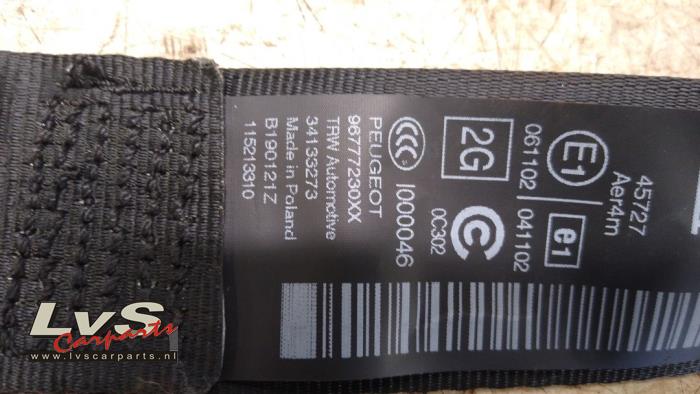 45727
Aer4m
E1
e1
061102
041102
2G
C
0C302
CCC
I000046
PEUGEOT
96777230XX
TRW Automotive
34133273
Made in Poland
B190121Z
115213310
LvS
Carparts
www.lvscarparts.nl